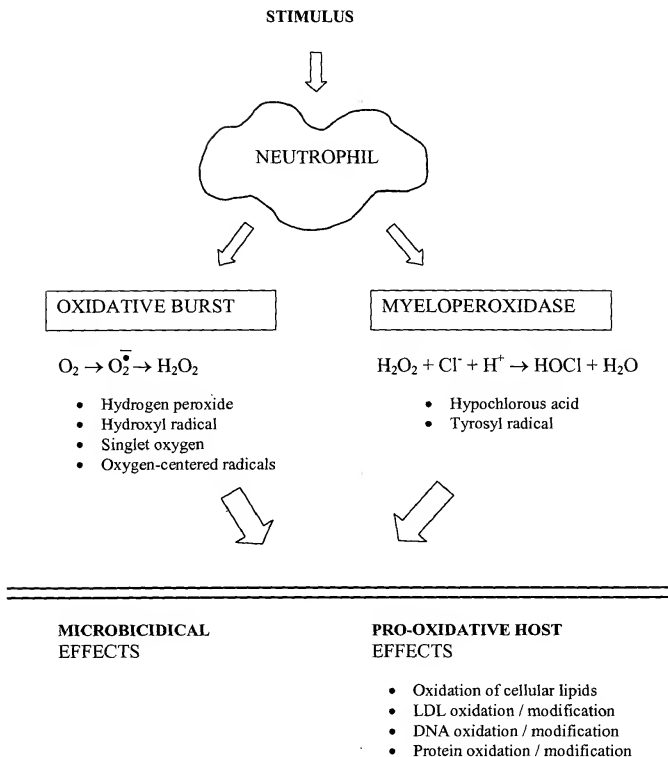 STIMULUS
NEUTROPHIL
OXIDATIVE BURST
O₂ → O₂•̅ → H₂O₂
• Hydrogen peroxide
• Hydroxyl radical
• Singlet oxygen
• Oxygen-centered radicals
MYELOPEROXIDASE
H₂O₂ + Cl⁻ + H⁺ → HOCl + H₂O
• Hypochlorous acid
• Tyrosyl radical
MICROBICIDICAL
EFFECTS
PRO-OXIDATIVE HOST
EFFECTS
• Oxidation of cellular lipids
• LDL oxidation / modification
• DNA oxidation / modification
• Protein oxidation / modification